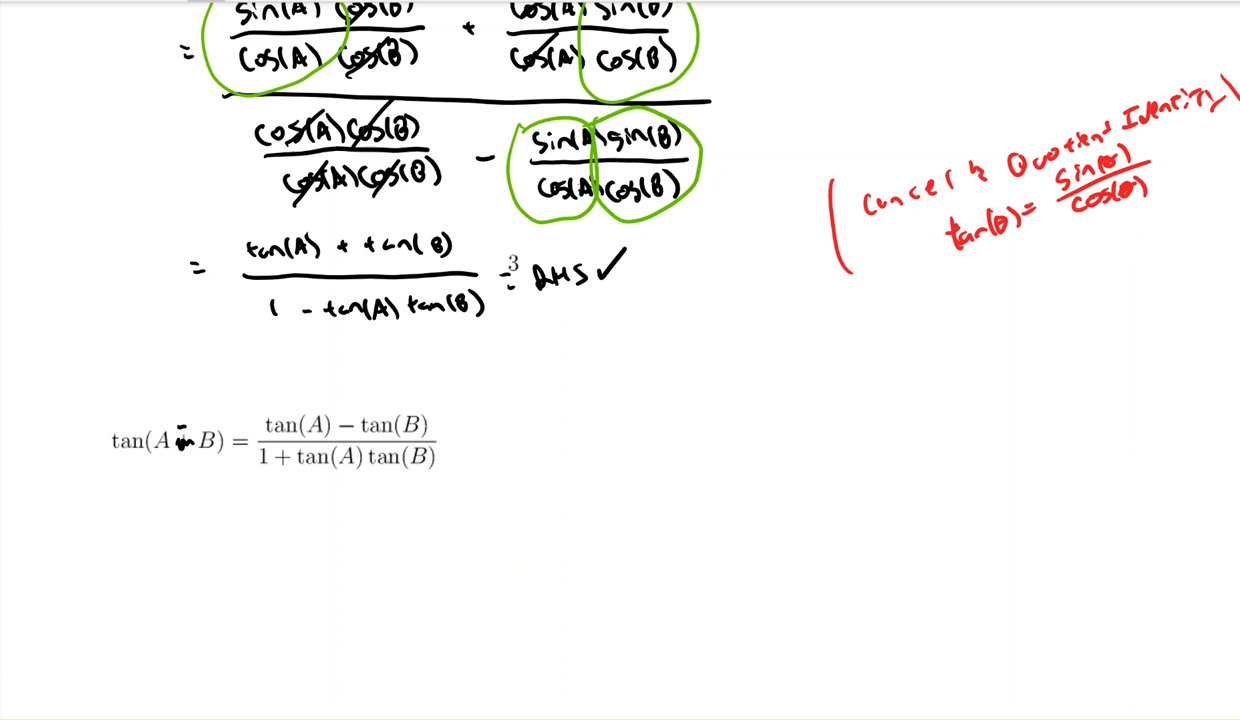 sin(A) cos(B) + cos(A) sin(B)
= cos(A) cos(B) cos(A) cos(B)
cos(A) cos(B) - sin(A) sin(B)
cos(A) cos(B) cos(A) cos(B)
(cancel & Quotient Identity)
tan(θ) = sin(θ)
cos(θ)
= tan(A) + tan(B)
1 - tan(A) tan(B)
3
= RHS ✓
tan(A - B) = tan(A) − tan(B)
1 + tan(A) tan(B)